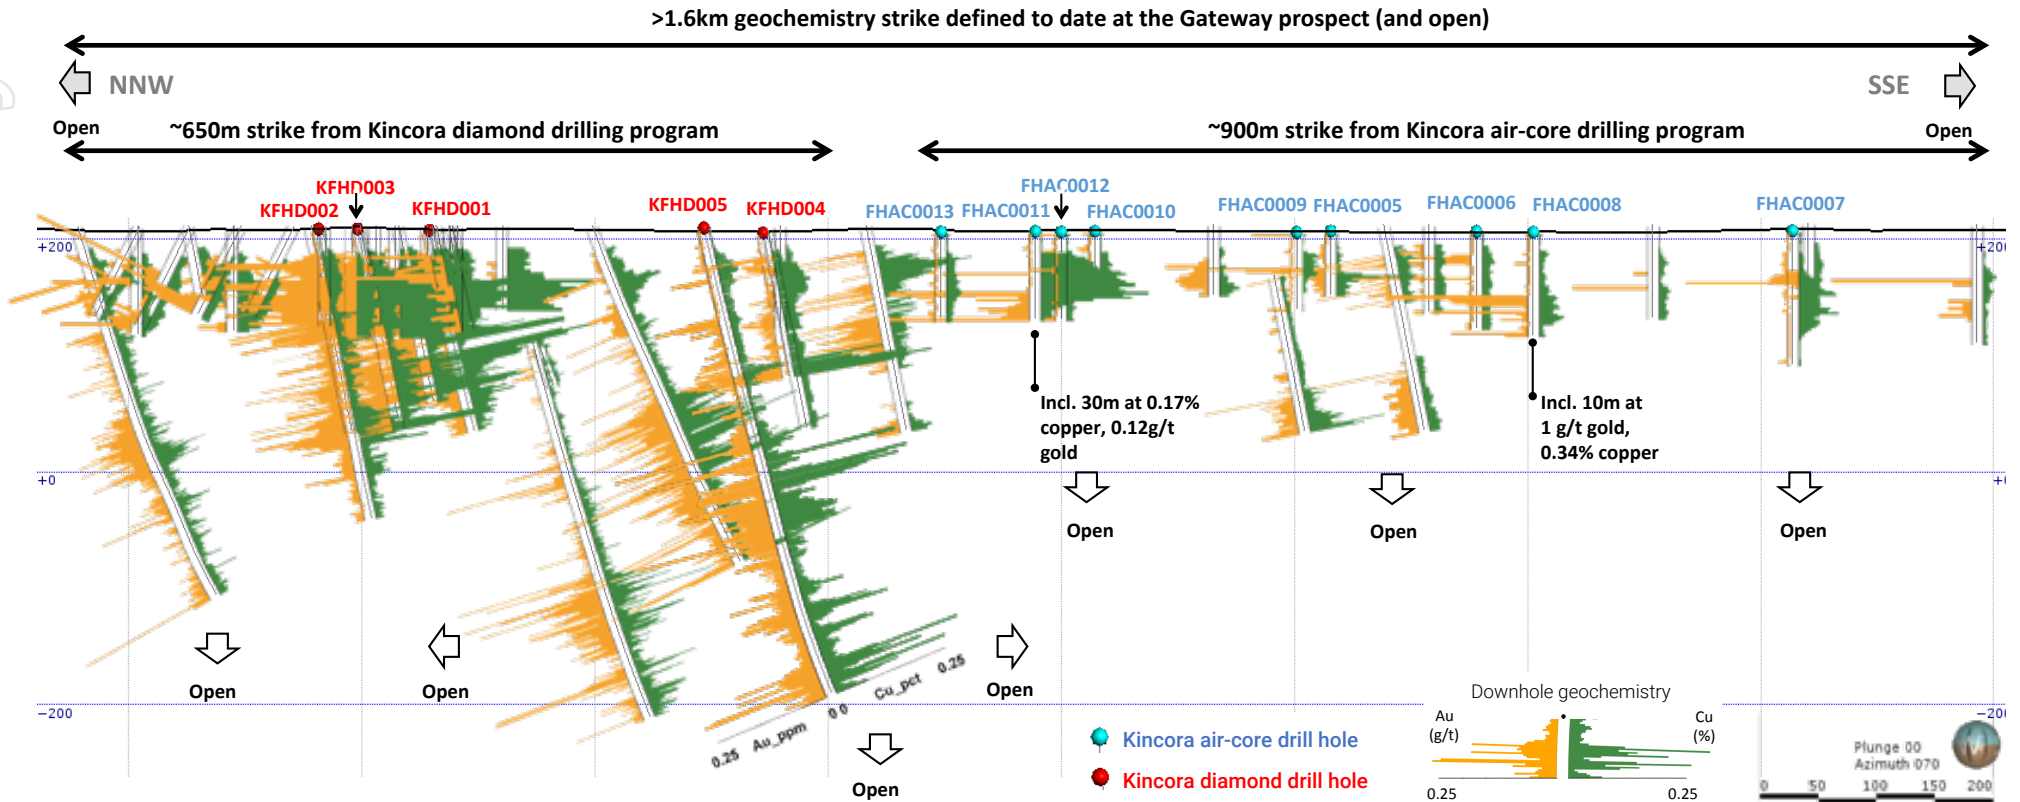 >1.6km geochemistry strike defined to date at the Gateway prospect (and open)
NNW
SSE
Open
~650m strike from Kincora diamond drilling program
~900m strike from Kincora air-core drilling program
Open
KFHD003
KFHD002
KFHD001
KFHD005
KFHD004
FHAC0012
FHAC0013
FHAC0011
FHAC0010
FHAC0009
FHAC0005
FHAC0006
FHAC0008
FHAC0007
+200
+200
Incl. 30m at 0.17%
copper, 0.12g/t
gold
Incl. 10m at
1 g/t gold,
0.34% copper
+0
+0
Open
Open
Open
Open
Open
Open
Open
-200
-200
0.25 Au_ppm 0 0 Cu_pct 0.25
Kincora air-core drill hole
Kincora diamond drill hole
Downhole geochemistry
Au
(g/t)
Cu
(%)
0.25
0.25
Plunge 00
Azimuth 070
0 50 100 150 200